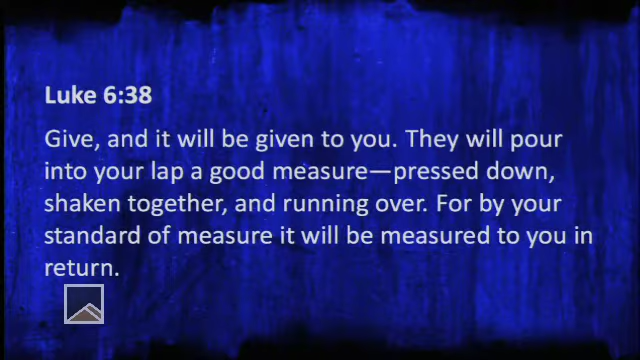 Luke 6:38
Give, and it will be given to you. They will pour
into your lap a good measure—pressed down,
shaken together, and running over. For by your
standard of measure it will be measured to you in
return.